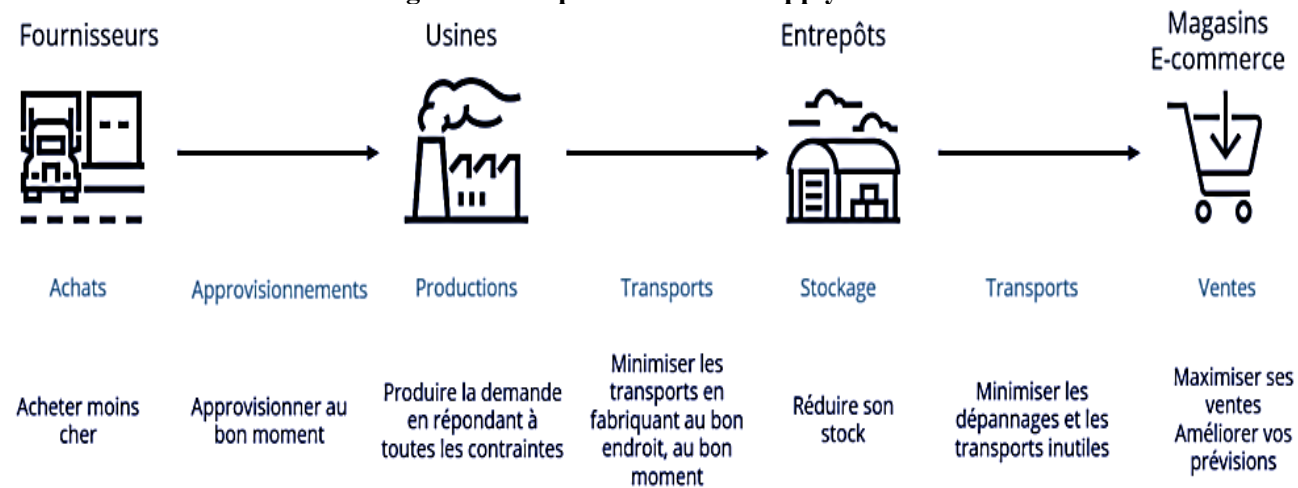 Fournisseurs
Usines
Entrepôts
Magasins
E-commerce
Achats
Approvisionnements
Productions
Transports
Stockage
Transports
Ventes
Acheter moins
cher
Approvisionner au
bon moment
Produire la demande
en répondant à
toutes les contraintes
Minimiser les
transports en
fabriquant au bon
endroit, au bon
moment
Réduire son
stock
Minimiser les
dépannages et les
transports inutiles
Maximiser ses
ventes
Améliorer vos
prévisions